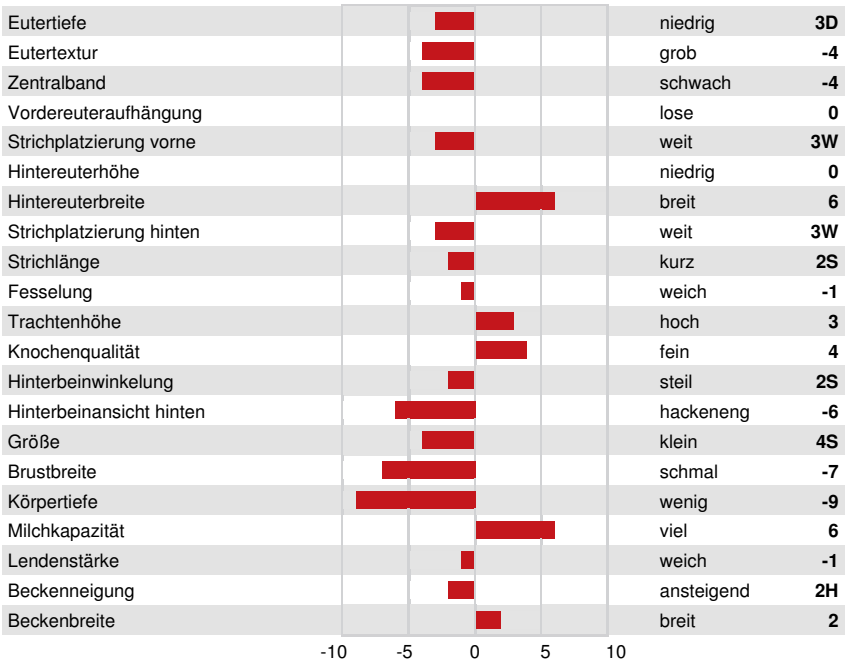 Eutertiefe niedrig 3D
Eutertextur grob -4
Zentralband schwach -4
Vordereuteraufhängung lose 0
Strichplatzierung vorne weit 3W
Hintereuterhöhe niedrig 0
Hintereuterbreite breit 6
Strichplatzierung hinten weit 3W
Strichlänge kurz 2S
Fesselung weich -1
Trachtenhöhe hoch 3
Knochenqualität fein 4
Hinterbeinwinkelung steil 2S
Hinterbeinansicht hinten hackeneng -6
Größe klein 4S
Brustbreite schmal -7
Körpertiefe wenig -9
Milchkapazität viel 6
Lendenstärke weich -1
Beckenneigung ansteigend 2H
Beckenbreite breit 2
-10 -5 0 5 10